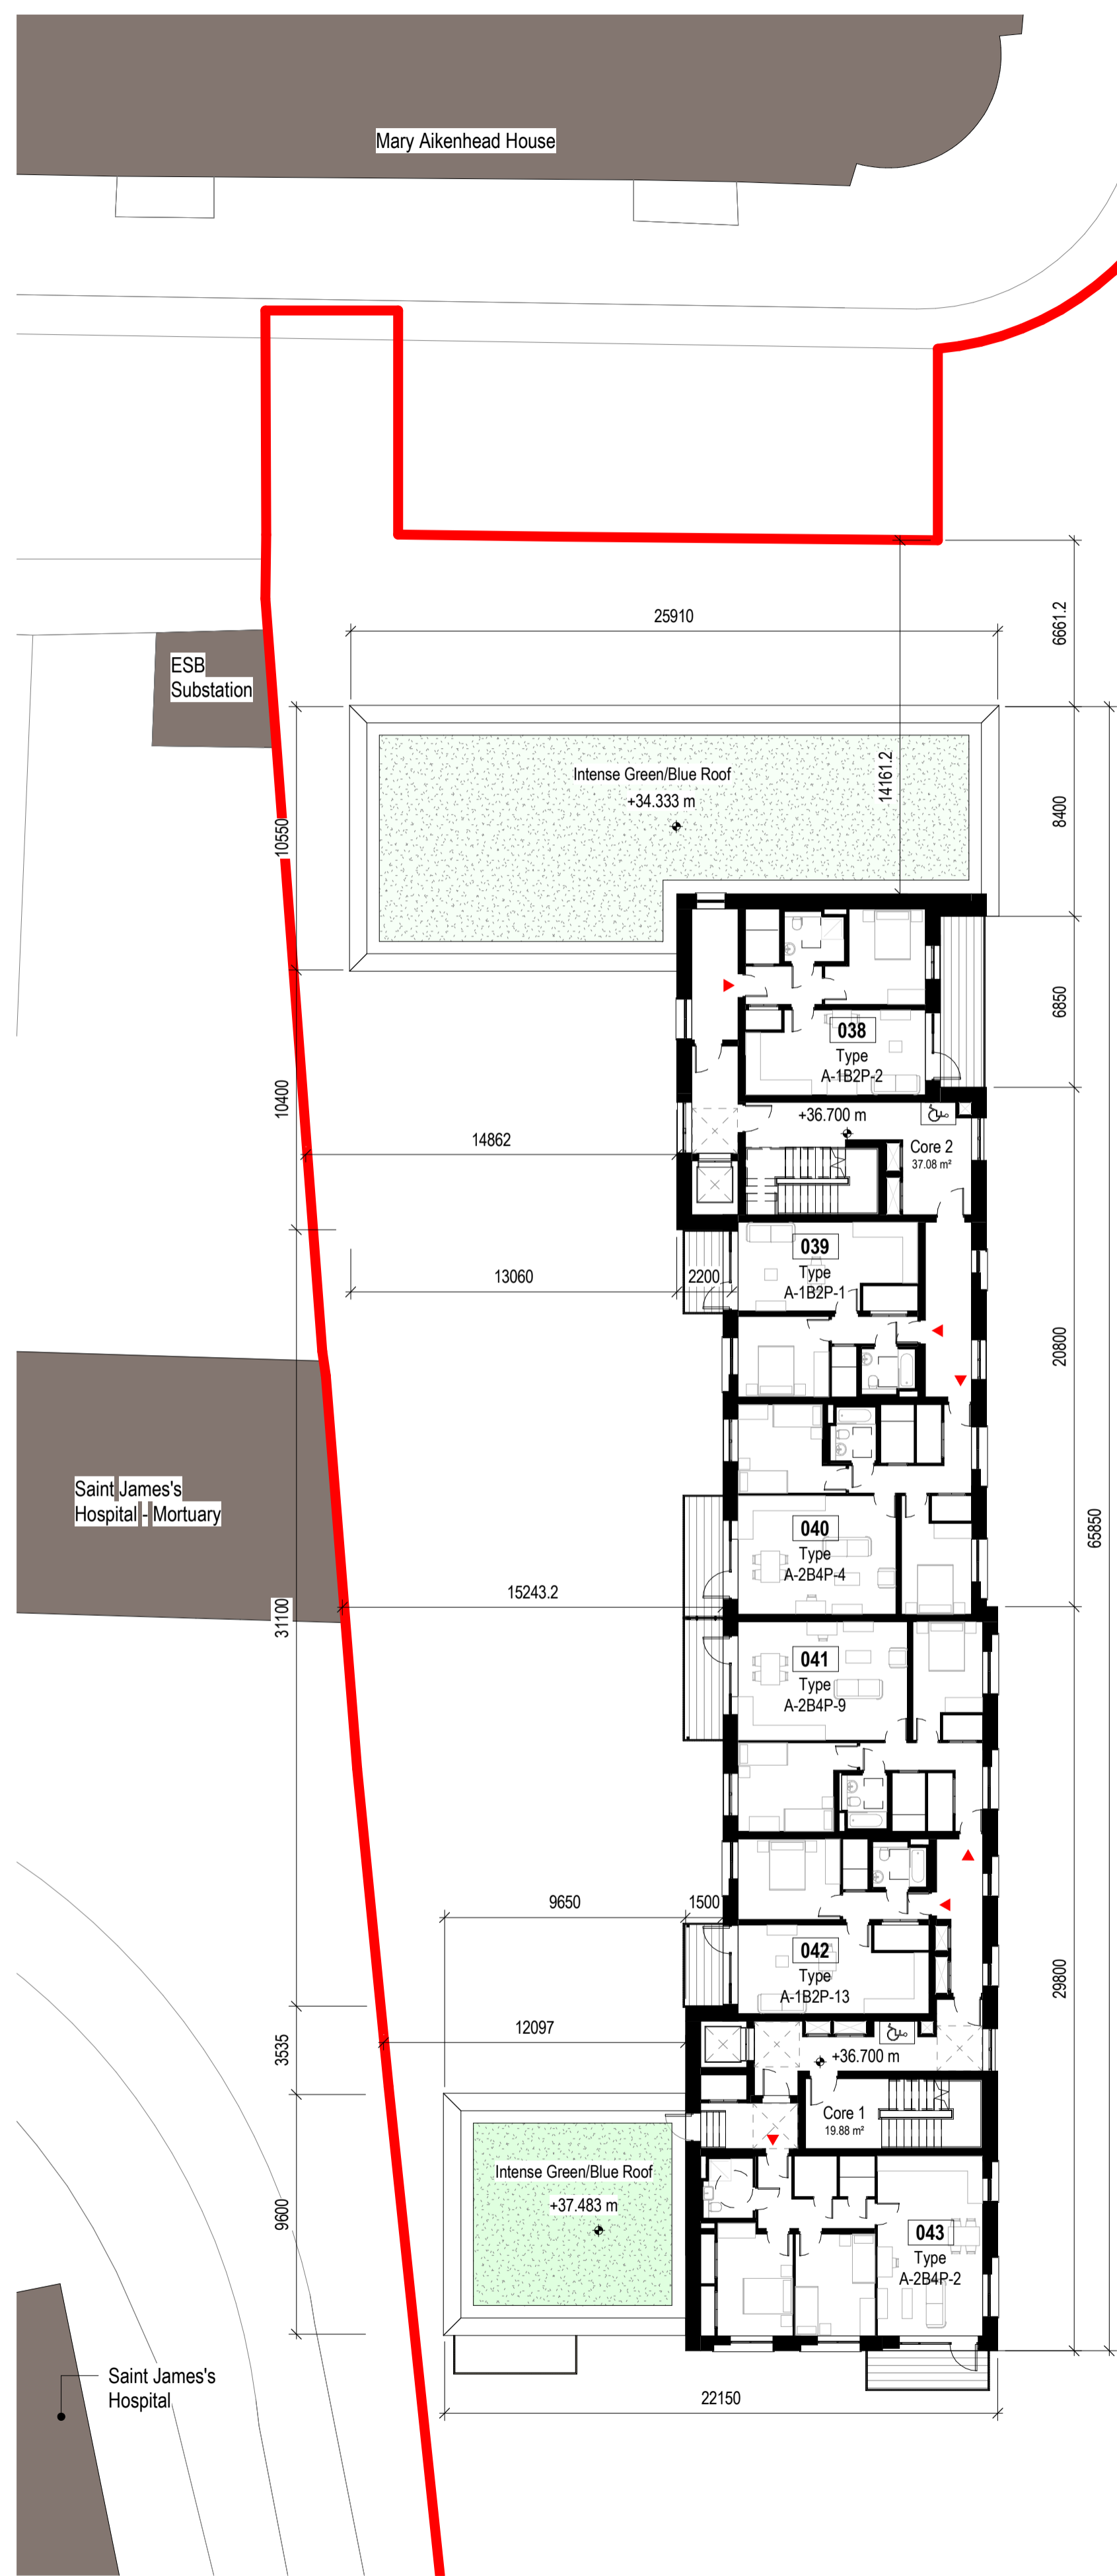 Mary Aikenhead House
25910
6661.2
ESB
Substation
Intense Green/Blue Roof
+34.333 m
14161.2
8400
10550
038
Type
A-1B2P-2
6850
10400
+36.700 m
14862
Core 2
37.08 m²
039
Type
A-1B2P-1
13060
2200
20800
Saint James's
Hospital - Mortuary
040
Type
A-2B4P-4
65850
15243.2
31100
041
Type
A-2B4P-9
9650
1500
042
Type
A-1B2P-13
29800
12097
3535
+36.700 m
Core 1
19.88 m²
Intense Green/Blue Roof
+37.483 m
9600
043
Type
A-2B4P-2
Saint James's
Hospital
22150